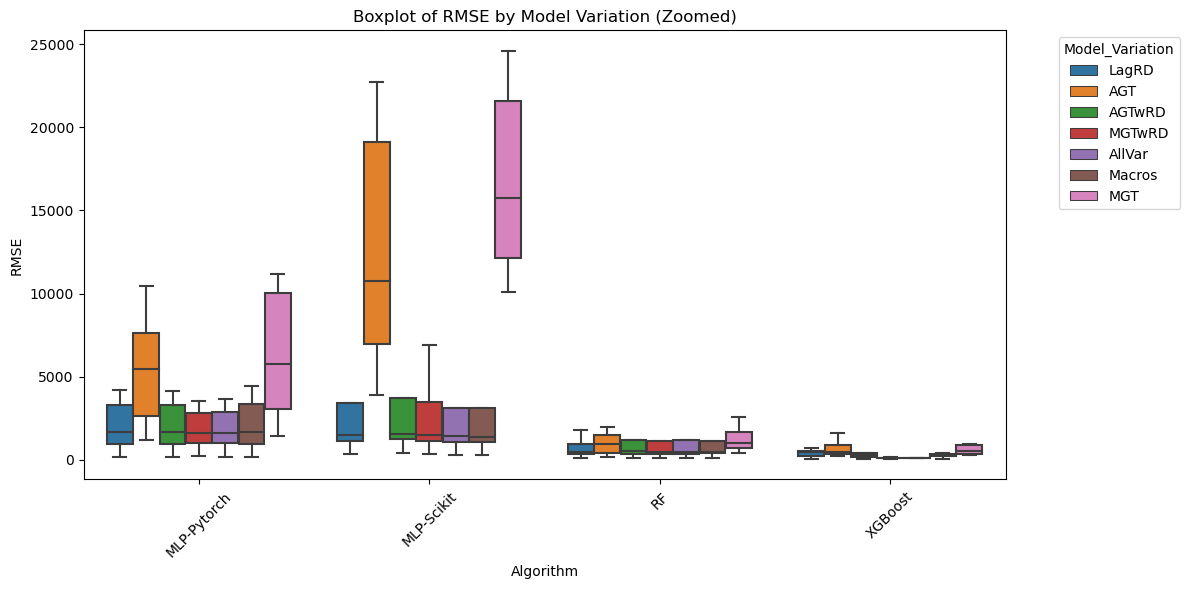 Boxplot of RMSE by Model Variation (Zoomed)
25000
20000
15000
10000
5000
0
RMSE
MLP-Pytorch
MLP-Scikit
RF
XGBoost
Algorithm
Model_Variation
LagRD
AGT
AGTwRD
MGTwRD
AllVar
Macros
MGT